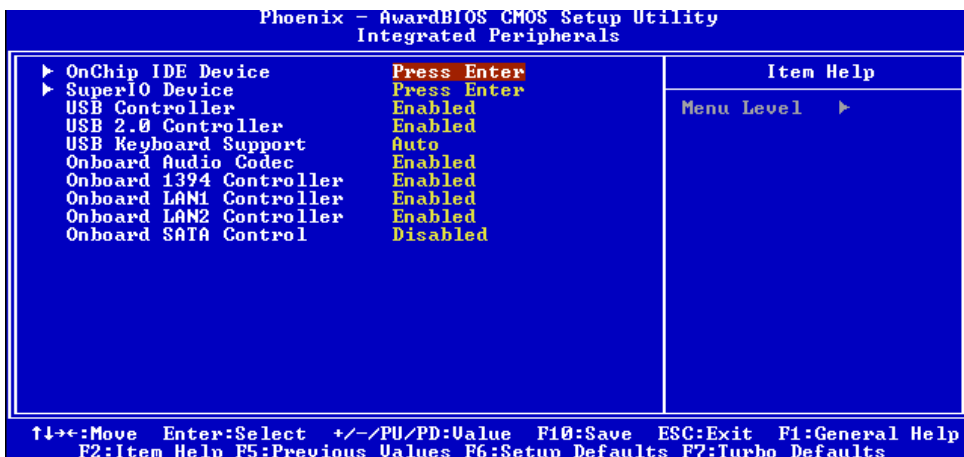 Phoenix - AwardBIOS CMOS Setup Utility
Integrated Peripherals
▶ OnChip IDE Device Press Enter
▶ SuperIO Device Press Enter
USB Controller Enabled
USB 2.0 Controller Enabled
USB Keyboard Support Auto
Onboard Audio Codec Enabled
Onboard 1394 Controller Enabled
Onboard LAN1 Controller Enabled
Onboard LAN2 Controller Enabled
Onboard SATA Control Disabled
Item Help
Menu Level ▶
↑↓→←:Move Enter:Select +/-/PU/PD:Value F10:Save ESC:Exit F1:General Help
F2:Item Help F5:Previous Values F6:Setup Defaults F7:Turbo Defaults